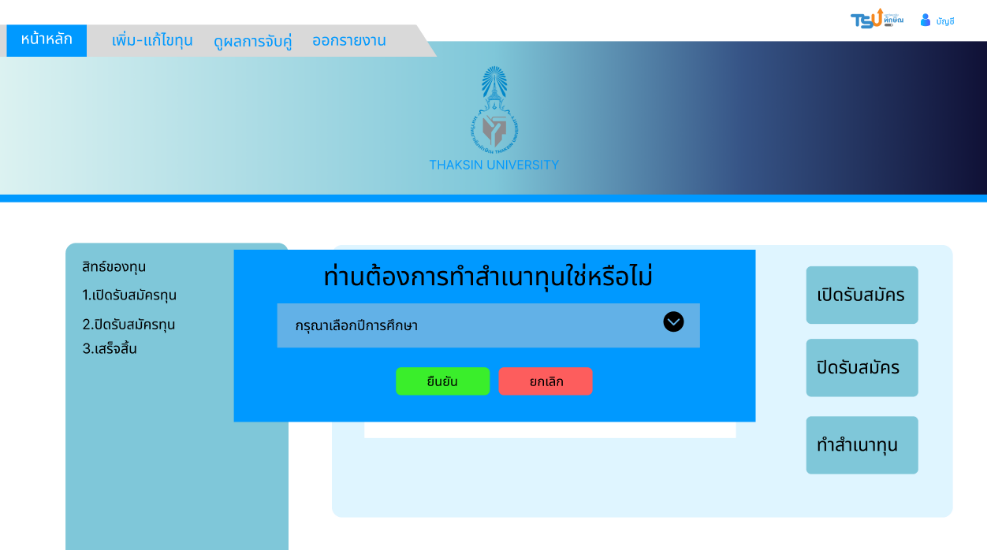 TSU
บัญชี
หน้าหลัก
เพิ่ม-แก้ไขทุน
ดูผลการจับคู่
ออกรายงาน
THAKSIN UNIVERSITY
สิทธ์ของทุน
1.เปิดรับสมัครทุน
2.ปิดรับสมัครทุน
3.เสร็จสิ้น
ท่านต้องการทำสำเนาทุนใช่หรือไม่
กรุณาเลือกปีการศึกษา
ยืนยัน
ยกเลิก
เปิดรับสมัคร
ปิดรับสมัคร
ทำสำเนาทุน